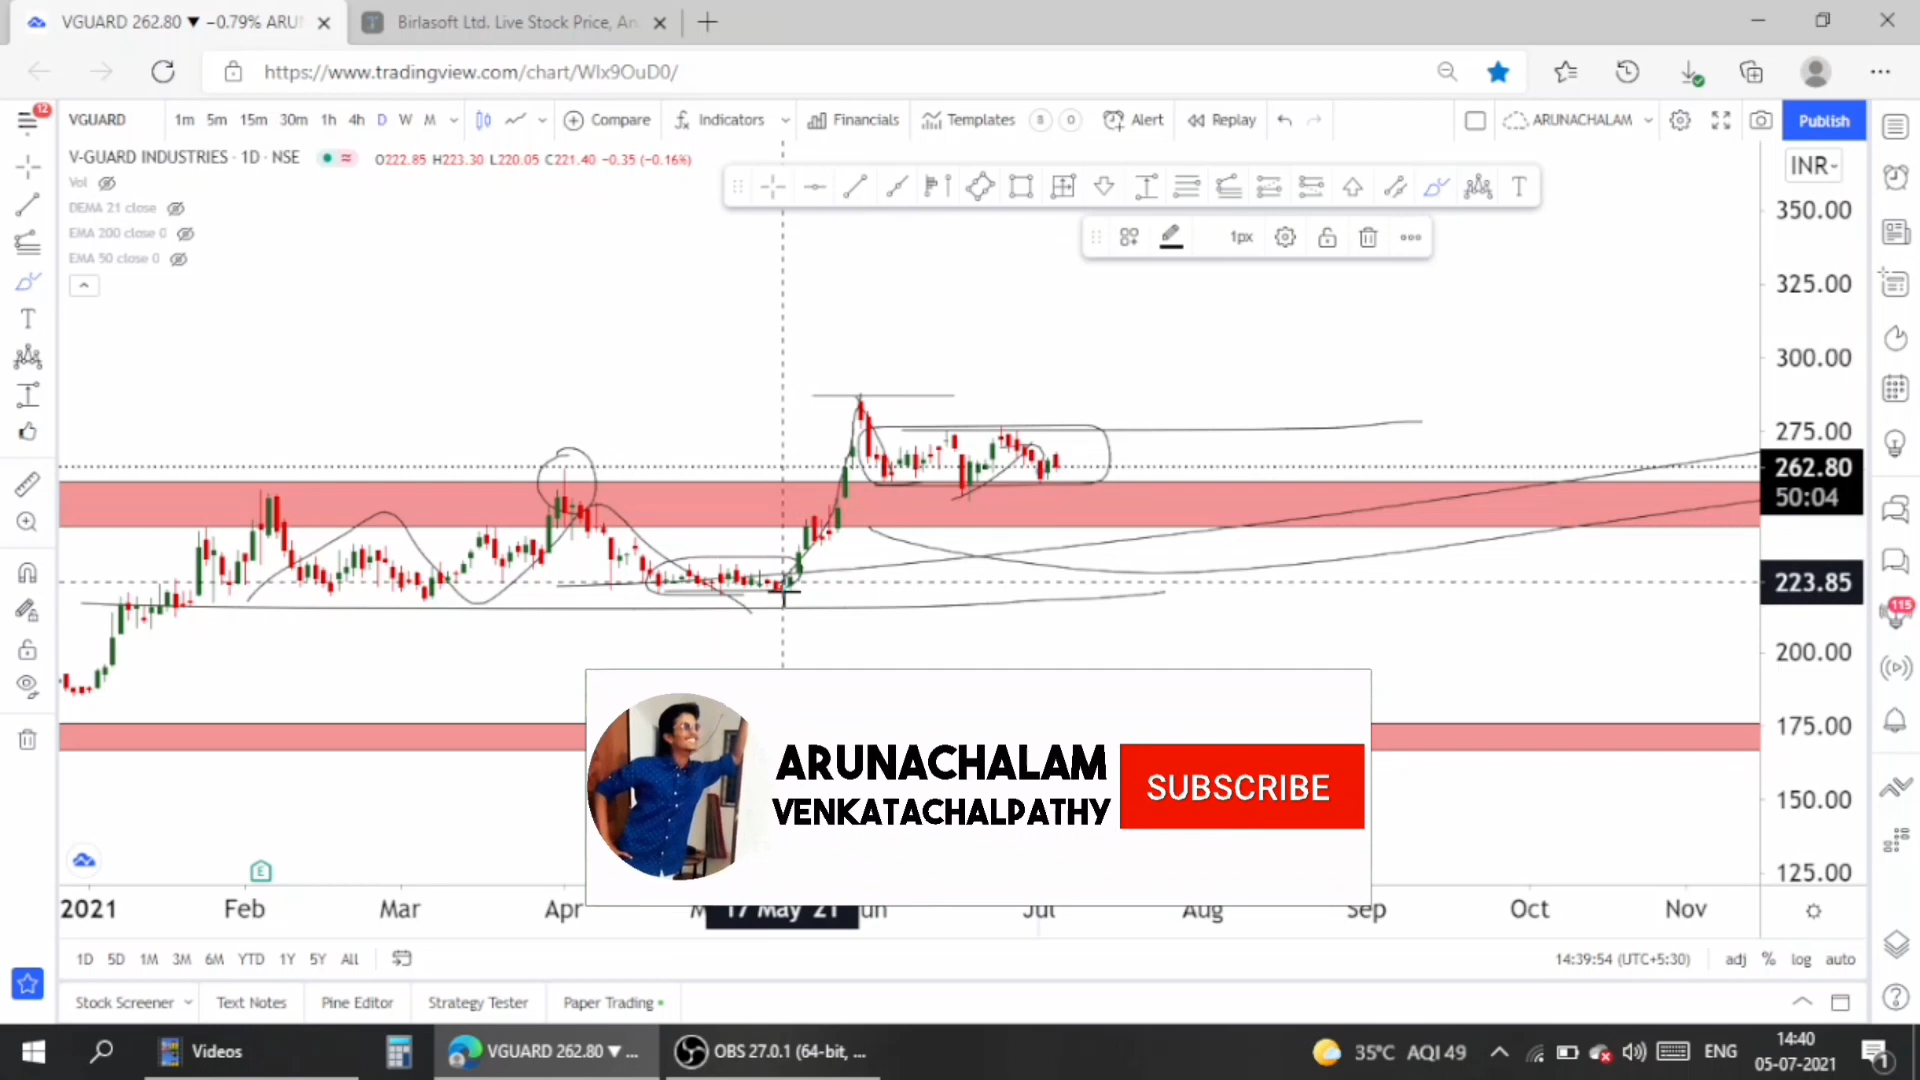 VGUARD 262.80 ▼ −0.79% ARU
Birlasoft Ltd. Live Stock Price, An
https://www.tradingview.com/chart/WIx9OuD0/
12
VGUARD 1m 5m 15m 30m 1h 4h D W M Compare Indicators Financials Templates 8 0 Alert Replay ARUNACHALAM Publish
V-GUARD INDUSTRIES · 1D · NSE O222.85 H223.30 L220.05 C221.40 −0.35 (−0.16%)
INR
Vol
DEMA 21 close
EMA 200 close 0
EMA 50 close 0
1px
350.00
325.00
300.00
275.00
262.80
50:04
223.85
200.00
175.00
150.00
125.00
115
ARUNACHALAM
VENKATACHALPATHY
SUBSCRIBE
E
2021 Feb Mar Apr 17 May '21 Jul Aug Sep Oct Nov
1D 5D 1M 3M 6M YTD 1Y 5Y All 14:39:54 (UTC+5:30) adj % log auto
Stock Screener Text Notes Pine Editor Strategy Tester Paper Trading
Videos VGUARD 262.80 ▼ ... OBS 27.0.1 (64-bit, ... 35°C AQI 49 ENG 14:40
05-07-2021
1